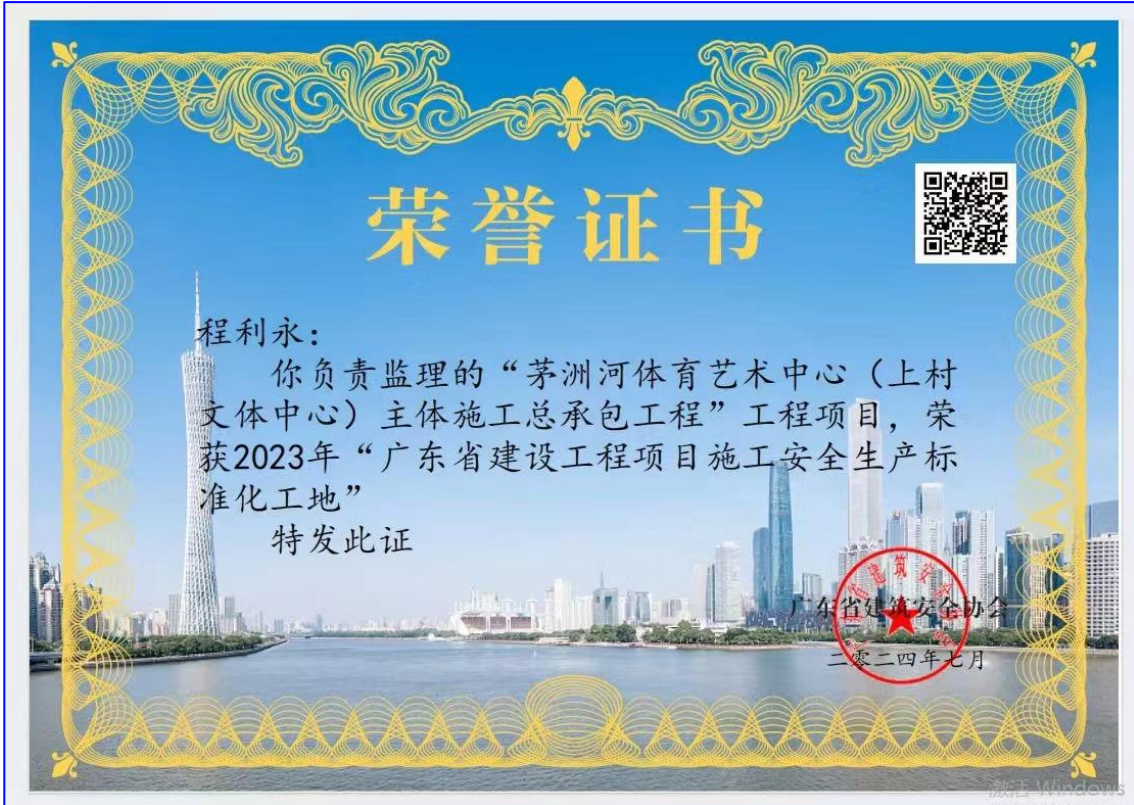 荣誉证书
程利永：
你负责监理的“茅洲河体育艺术中心（上村
文体中心）主体施工总承包工程”工程项目，荣
获2023年“广东省建设工程项目施工安全生产标
准化工地”
特发此证
广东省建筑安全协会
二零二四年七月
激活 Windows